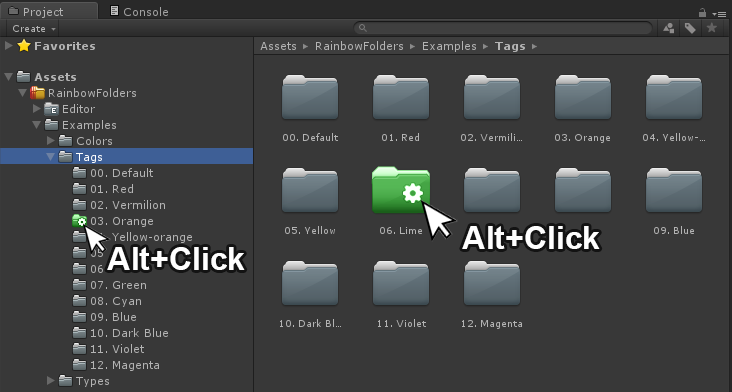 Project
Console
Create
Favorites
Assets
RainbowFolders
Editor
Examples
Colors
Tags
00. Default
01. Red
02. Vermilion
03. Orange
Yellow-orange
Alt+Click
05
06
07. Green
08. Cyan
09. Blue
10. Dark Blue
11. Violet
12. Magenta
Types
Assets RainbowFolders Examples Tags
00. Default 01. Red 02. Vermili... 03. Orange 04. Yellow-...
05. Yellow 06. Lime 09. Blue
Alt+Click
10. Dark Bl... 11. Violet 12. Magenta